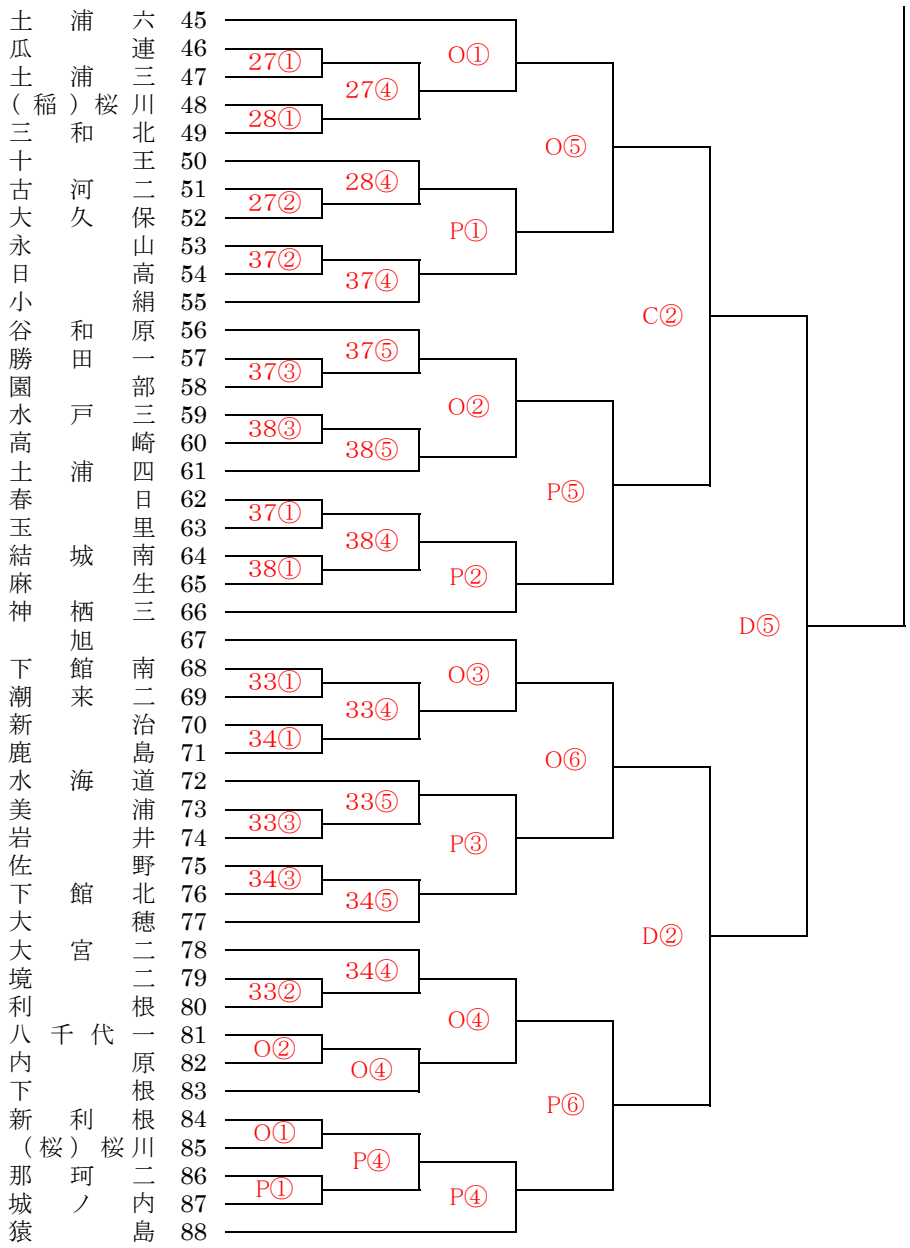 土浦六 45
瓜連 46
O①
27①
土浦三 47
27④
(稲)桜川 48
28①
三和北 49
O⑤
十王 50
28④
古河二 51
27②
大久保 52
P①
永山 53
37②
日高 54
37④
小絹 55
C②
谷和原 56
37⑤
勝田一 57
37③
園部 58
O②
水戸三 59
38③
高崎 60
38⑤
土浦四 61
P⑤
春日 62
37①
玉里 63
38④
結城南 64
38①
P②
麻生 65
神栖三 66
D⑤
旭 67
下館南 68
O③
33①
潮来二 69
33④
新治 70
34①
鹿島 71
O⑥
水海道 72
33⑤
美浦 73
33③
岩井 74
P③
佐野 75
34③
下館北 76
34⑤
大穂 77
D②
大宮二 78
34④
境二 79
33②
利根 80
O④
八千代一 81
O②
内原 82
O④
下根 83
P⑥
新利根 84
O①
(桜)桜川 85
P④
那珂二 86
P①
P④
城ノ内 87
猿島 88